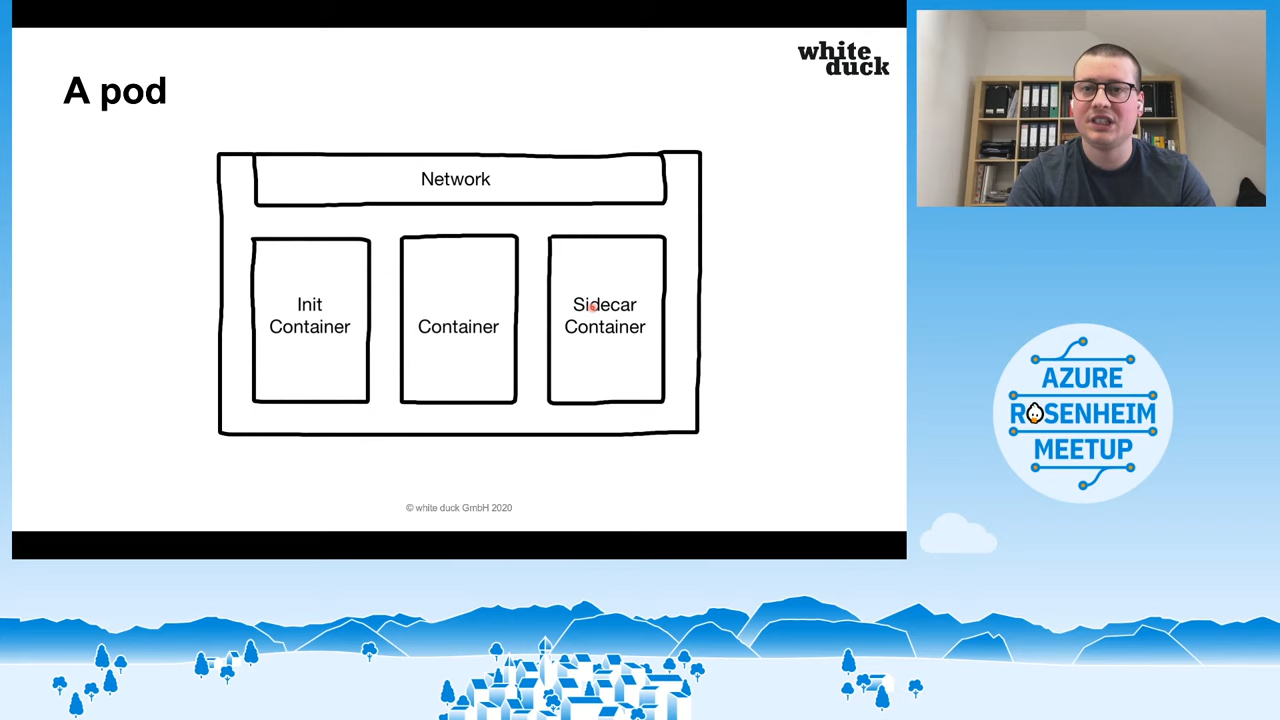 white
duck
A pod
Network
Init
Container
Container
Sidecar
Container
© white duck GmbH 2020
AZURE
ROSENHEIM
MEETUP